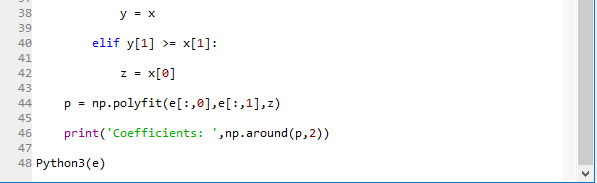 38 y = x
39
40 elif y[1] >= x[1]:
41
42 z = x[0]
43
44 p = np.polyfit(e[:,0],e[:,1],z)
45
46 print('Coefficients: ',np.around(p,2))
47
48 Python3(e)